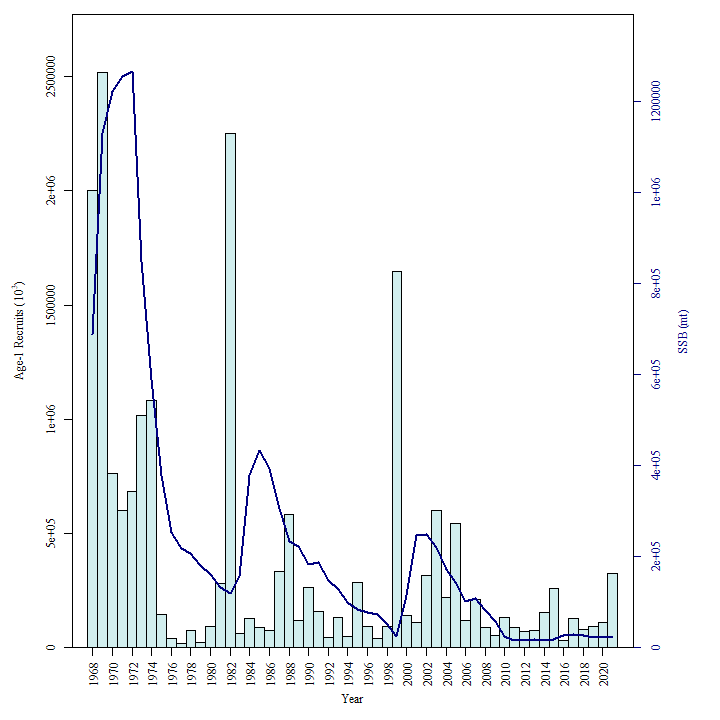 Age-1 Recruits (10³)
0
5e+05
1e+06
1500000
2e+06
2500000
SSB (mt)
0
2e+05
4e+05
6e+05
8e+05
1e+06
1200000
1968 1970 1972 1974 1976 1978 1980 1982 1984 1986 1988 1990 1992 1994 1996 1998 2000 2002 2004 2006 2008 2010 2012 2014 2016 2018 2020
Year